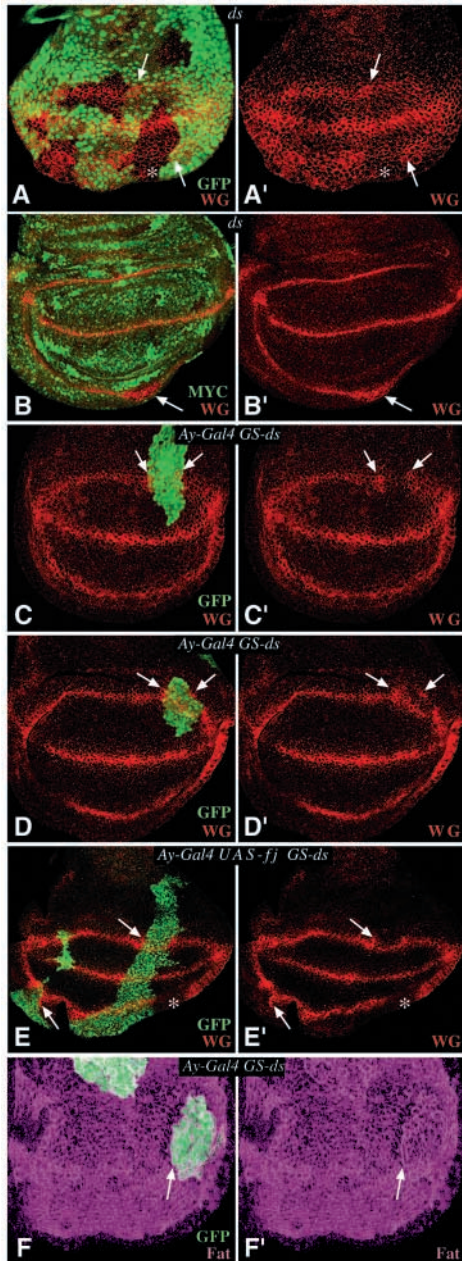 ds
A GFP WG
A' WG
ds
B MYC WG
B' WG
Ay-Gal4 GS-ds
C GFP WG
C' WG
Ay-Gal4 GS-ds
D GFP WG
D' WG
Ay-Gal4 UAS-fj GS-ds
* *
E GFP WG
E' WG
Ay-Gal4 GS-ds
F GFP Fat
F' Fat